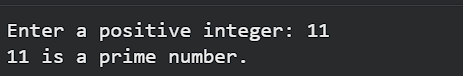 Enter a positive integer: 11
11 is a prime number.